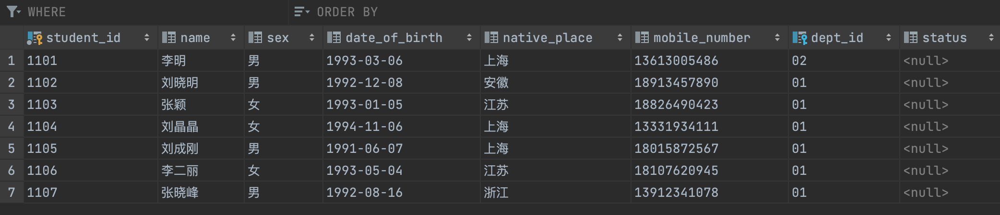 WHERE ORDER BY
student_id name sex date_of_birth native_place mobile_number dept_id status
1 1101 李明 男 1993-03-06 上海 13613005486 02 <null>
2 1102 刘晓明 男 1992-12-08 安徽 18913457890 01 <null>
3 1103 张颖 女 1993-01-05 江苏 18826490423 01 <null>
4 1104 刘晶晶 女 1994-11-06 上海 13331934111 01 <null>
5 1105 刘成刚 男 1991-06-07 上海 18015872567 01 <null>
6 1106 李二丽 女 1993-05-04 江苏 18107620945 01 <null>
7 1107 张晓峰 男 1992-08-16 浙江 13912341078 01 <null>